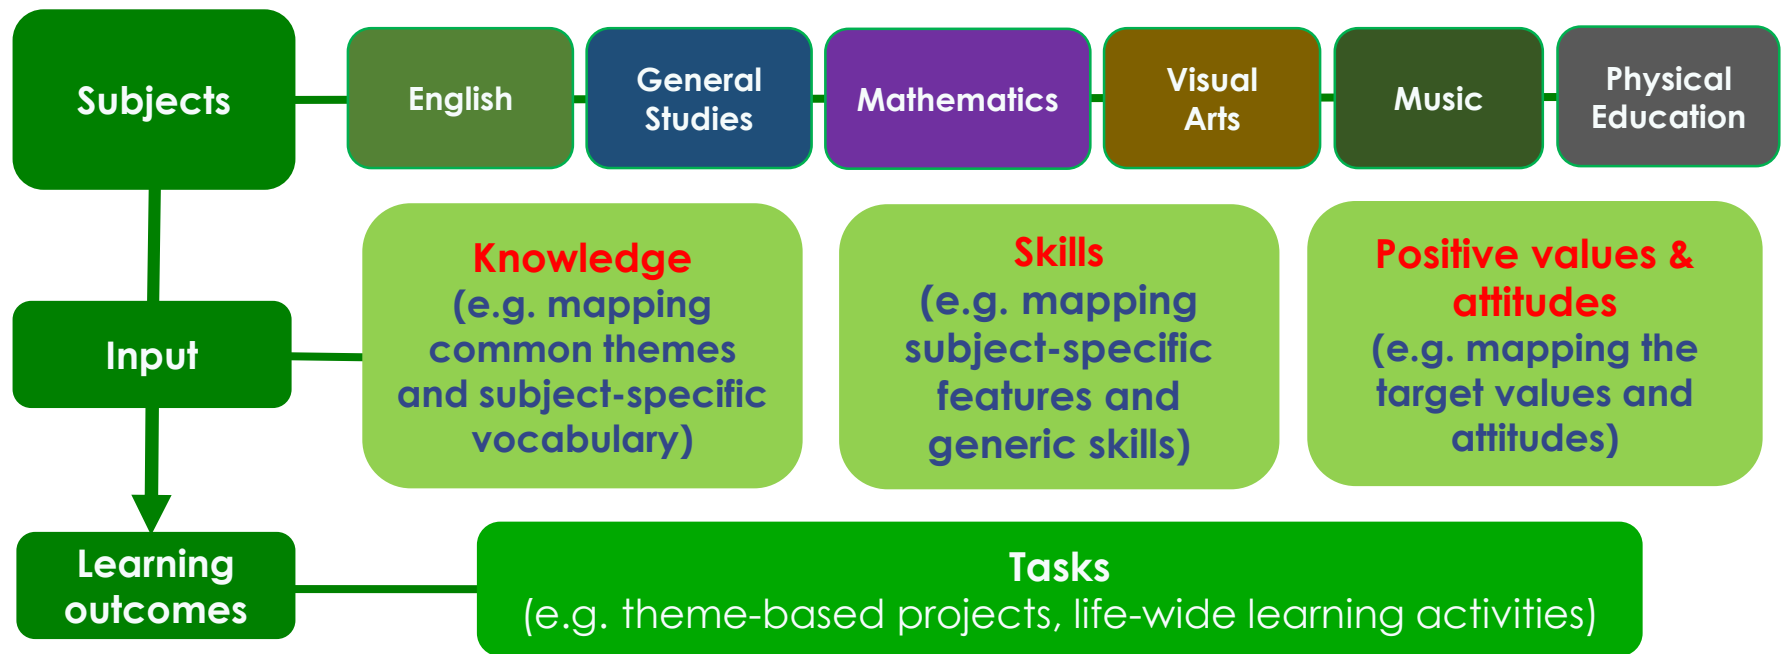 Subjects
English
General
Studies
Mathematics
Visual
Arts
Music
Physical
Education
Input
Knowledge
(e.g. mapping
common themes
and subject-specific
vocabulary)
Skills
(e.g. mapping
subject-specific
features and
generic skills)
Positive values &
attitudes
(e.g. mapping the
target values and
attitudes)
Learning
outcomes
Tasks
(e.g. theme-based projects, life-wide learning activities)